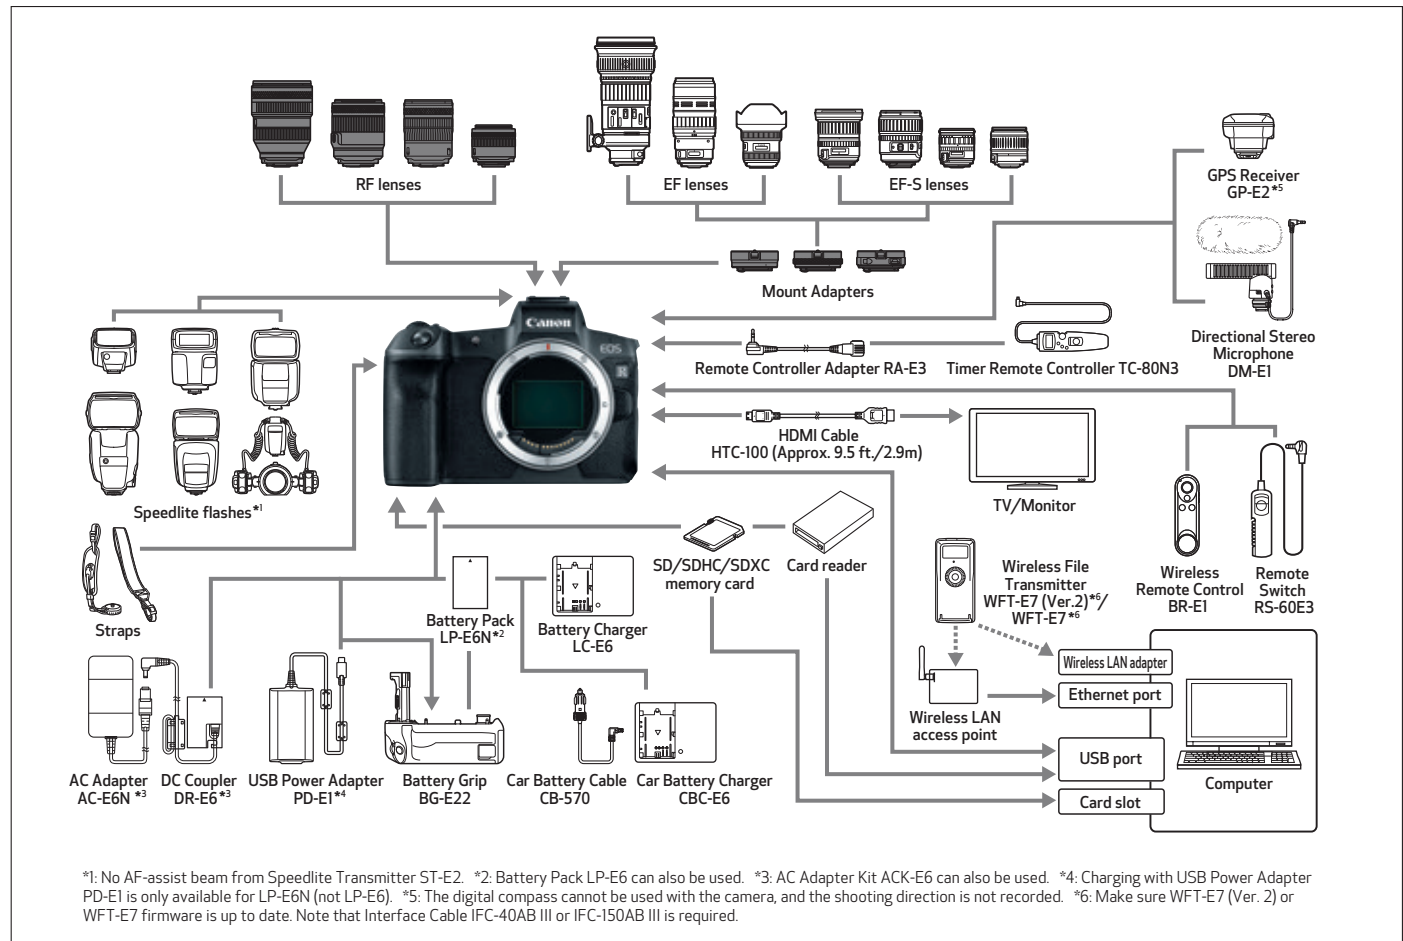 RF lenses
EF lenses
EF-S lenses
GPS Receiver
GP-E2*5
Mount Adapters
Canon
EOS
R
Directional Stereo
Microphone
DM-E1
Remote Controller Adapter RA-E3
Timer Remote Controller TC-80N3
HDMI Cable
HTC-100 (Approx. 9.5 ft./2.9m)
TV/Monitor
Speedlite flashes*1
Straps
SD/SDHC/SDXC
memory card
Card reader
Wireless File
Transmitter
WFT-E7 (Ver.2)*6/
WFT-E7*6
Wireless
Remote Control
BR-E1
Remote
Switch
RS-60E3
Battery Pack
LP-E6N*2
Battery Charger
LC-E6
Wireless LAN adapter
Ethernet port
Wireless LAN
access point
USB port
Card slot
Computer
AC Adapter
AC-E6N *3
DC Coupler
DR-E6*3
USB Power Adapter
PD-E1*4
Battery Grip
BG-E22
Car Battery Cable
CB-570
Car Battery Charger
CBC-E6
*1: No AF-assist beam from Speedlite Transmitter ST-E2. *2: Battery Pack LP-E6 can also be used. *3: AC Adapter Kit ACK-E6 can also be used. *4: Charging with USB Power Adapter
PD-E1 is only available for LP-E6N (not LP-E6). *5: The digital compass cannot be used with the camera, and the shooting direction is not recorded. *6: Make sure WFT-E7 (Ver. 2) or
WFT-E7 firmware is up to date. Note that Interface Cable IFC-40AB III or IFC-150AB III is required.